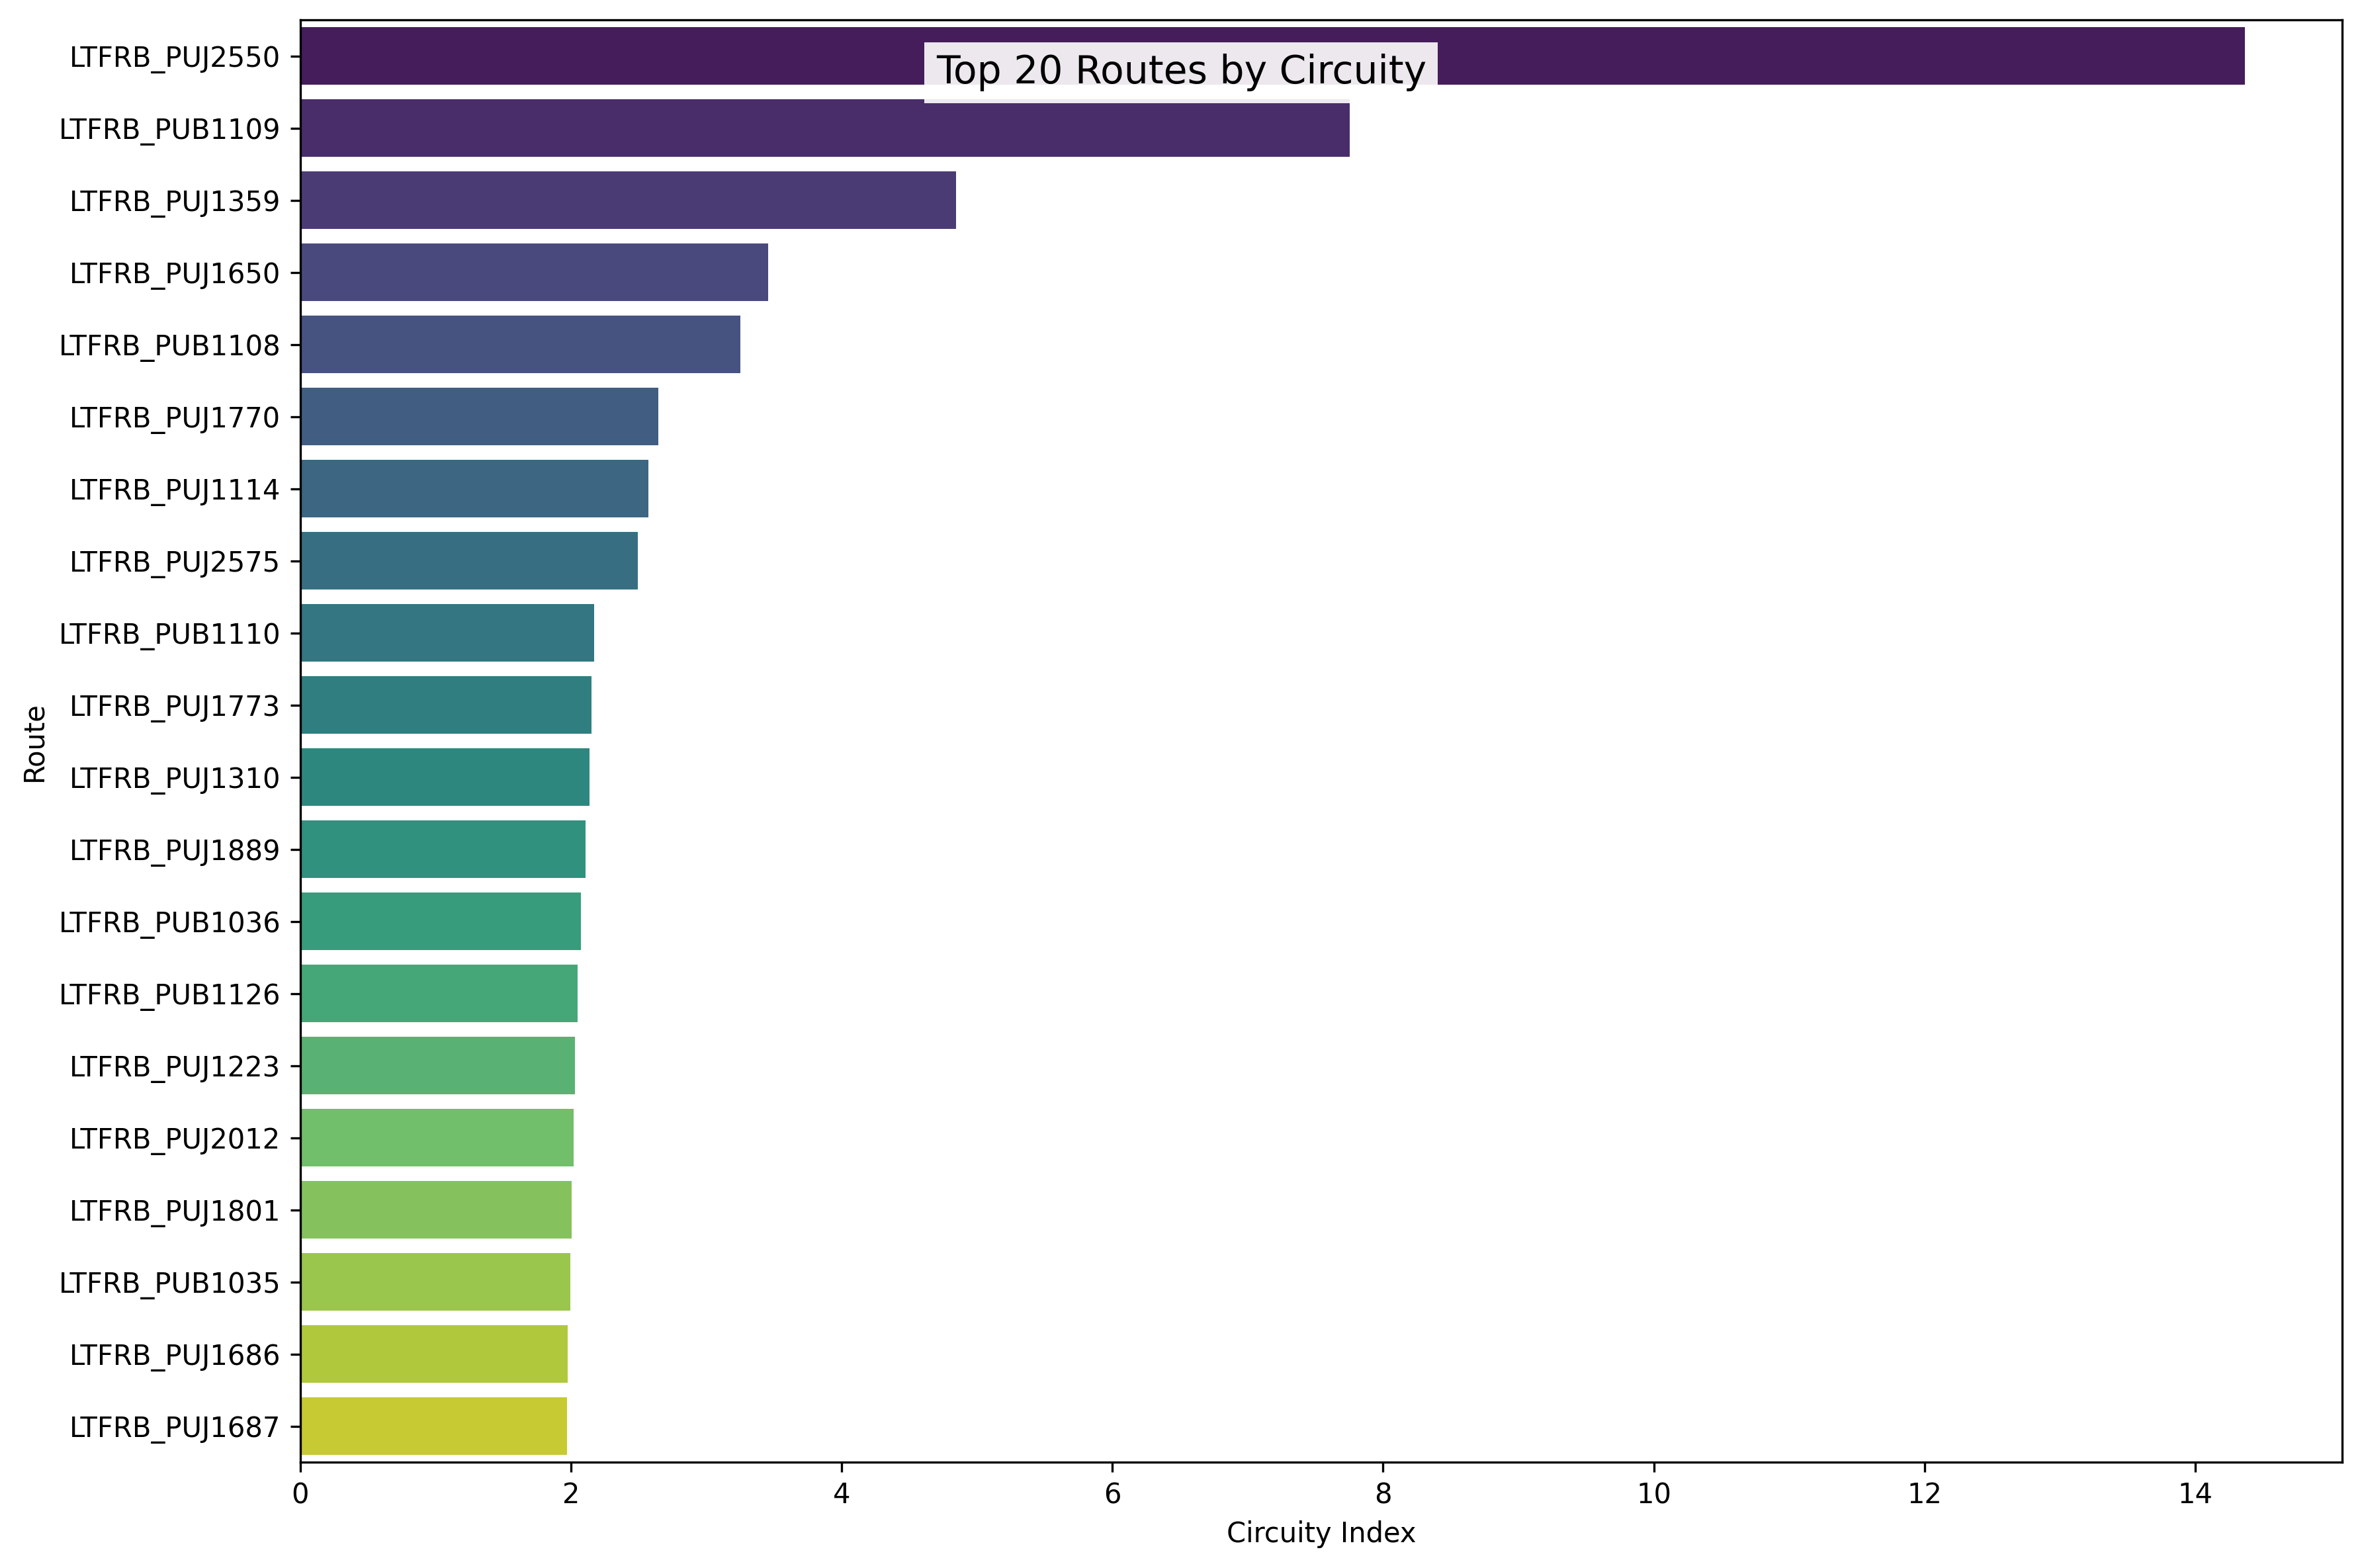 Top 20 Routes by Circuity
LTFRB_PUJ2550
LTFRB_PUB1109
LTFRB_PUJ1359
LTFRB_PUJ1650
LTFRB_PUB1108
LTFRB_PUJ1770
LTFRB_PUJ1114
LTFRB_PUJ2575
LTFRB_PUB1110
LTFRB_PUJ1773
LTFRB_PUJ1310
LTFRB_PUJ1889
LTFRB_PUB1036
LTFRB_PUB1126
LTFRB_PUJ1223
LTFRB_PUJ2012
LTFRB_PUJ1801
LTFRB_PUB1035
LTFRB_PUJ1686
LTFRB_PUJ1687
Route
0 2 4 6 8 10 12 14
Circuity Index